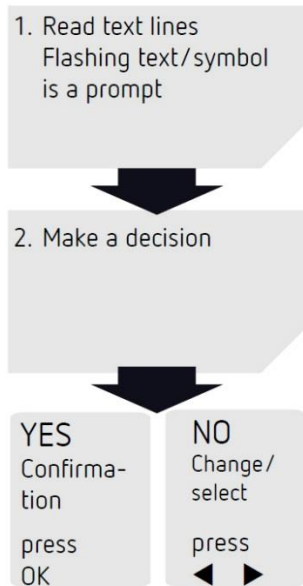 1. Read text lines
Flashing text/symbol
is a prompt
2. Make a decision
YES
Confirma-
tion
press
OK
NO
Change/
select
press
◀ ▶